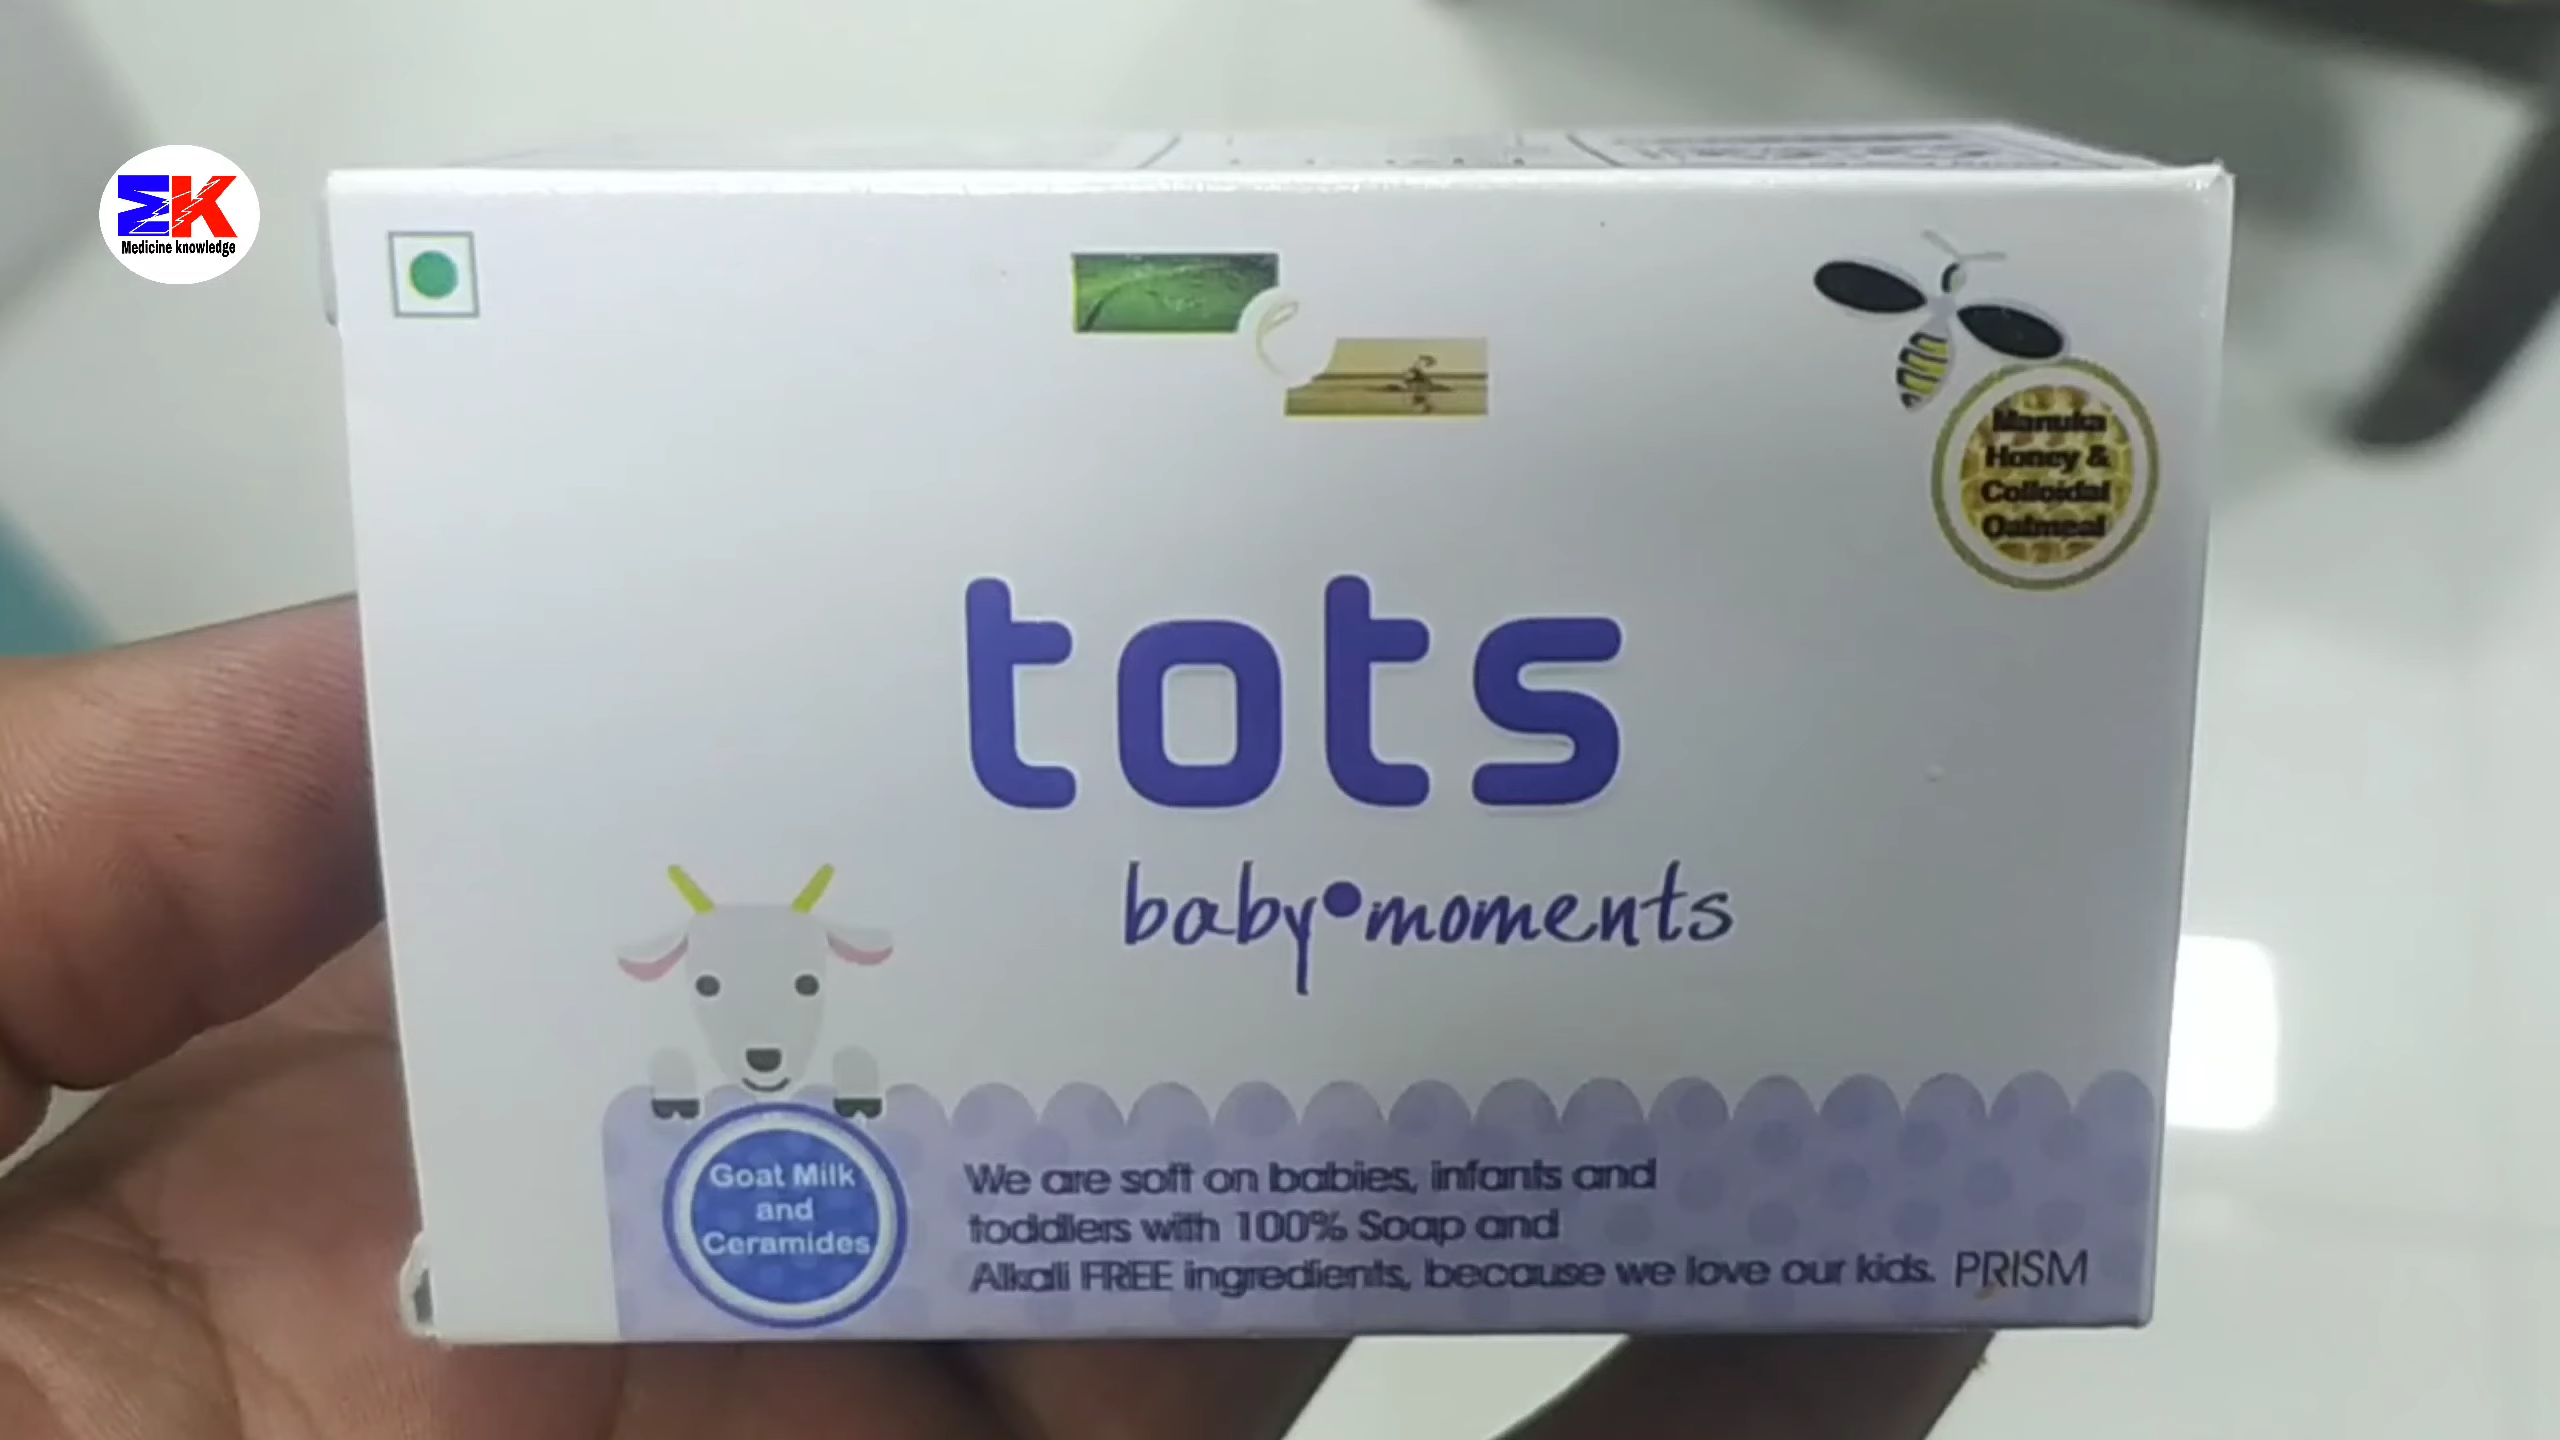 MK
Medicine knowledge
Manuka
Honey &
Colloidal
Oatmeal
tots
baby•moments
Goat Milk
and
Ceramides
We are soft on babies, infants and
toddlers with 100% Soap and
Alkali FREE ingredients, because we love our kids. PRISM